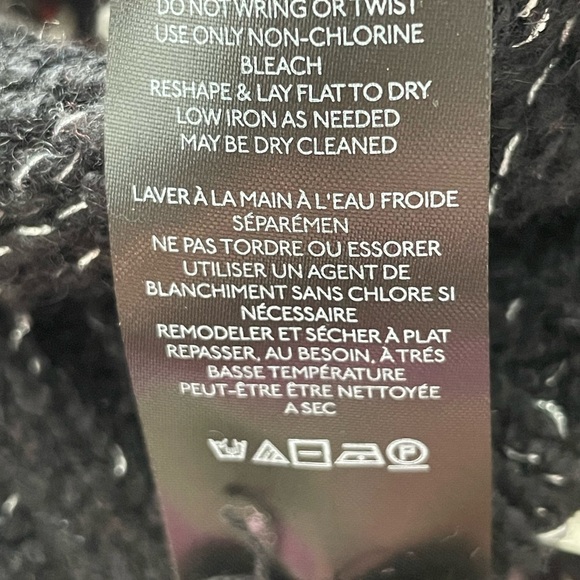 DO NOT WRING OR TWIST
USE ONLY NON-CHLORINE
BLEACH
RESHAPE & LAY FLAT TO DRY
LOW IRON AS NEEDED
MAY BE DRY CLEANED
LAVER À LA MAIN À L'EAU FROIDE
SÉPARÉMEN
NE PAS TORDRE OU ESSORER
UTILISER UN AGENT DE
BLANCHIMENT SANS CHLORE SI
NÉCESSAIRE
REMODELER ET SÉCHER À PLAT
REPASSER, AU BESOIN, À TRÉS
BASSE TEMPÉRATURE
PEUT-ÊTRE ÊTRE NETTOYÉE
A SEC
P